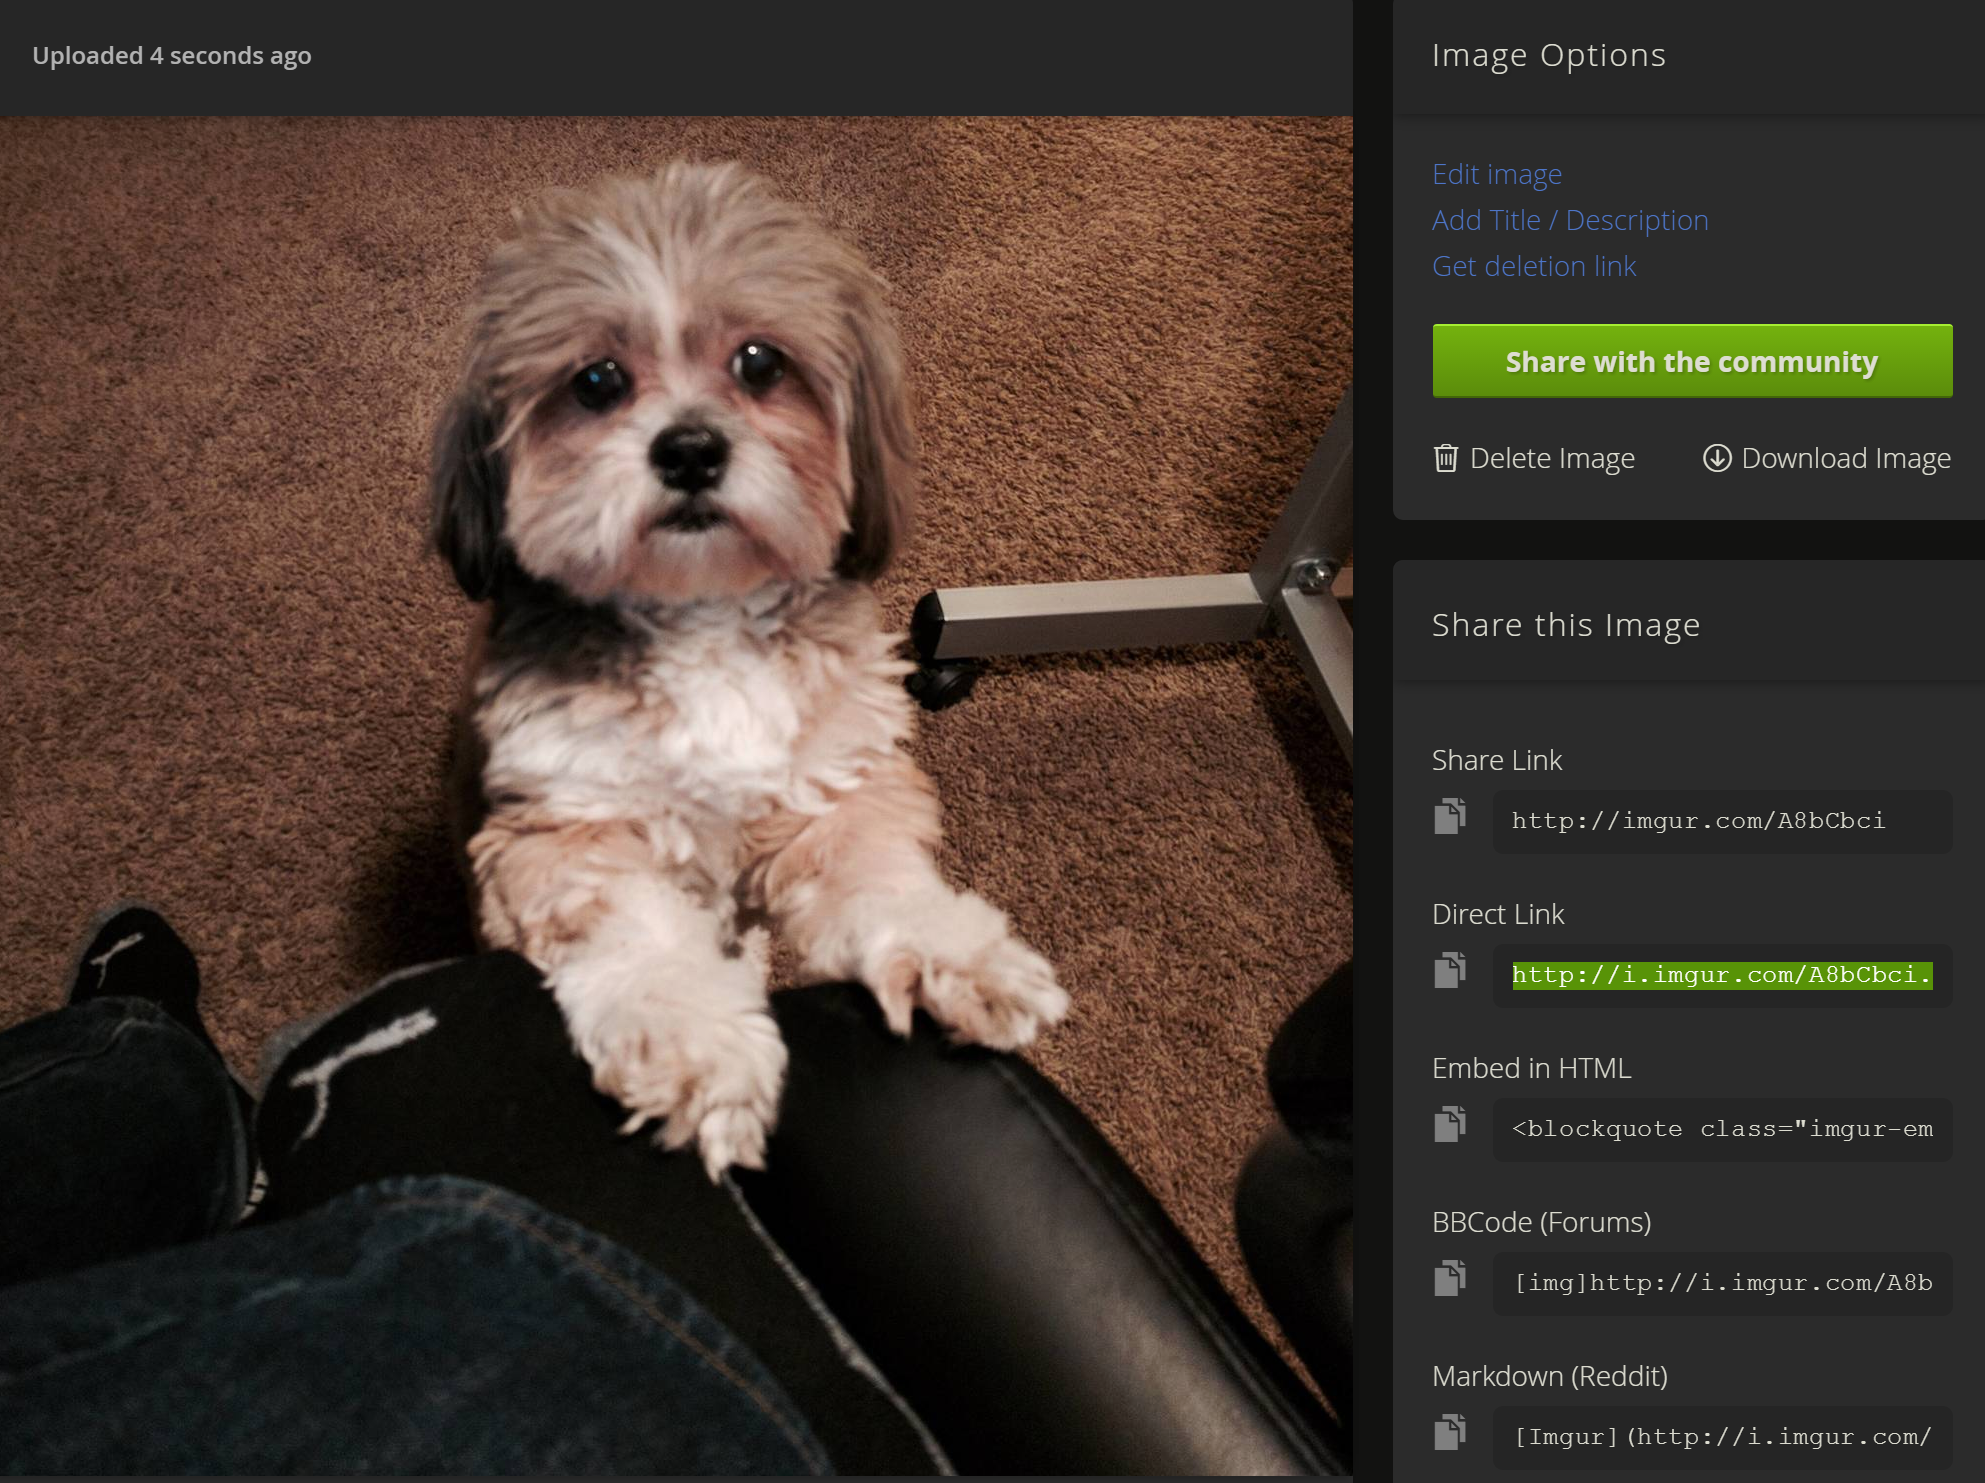 Uploaded 4 seconds ago
Image Options
Edit image
Add Title / Description
Get deletion link
Share with the community
Delete Image
Download Image
Share this Image
Share Link
http://imgur.com/A8bCbci
Direct Link
http://i.imgur.com/A8bCbci.
Embed in HTML
<blockquote class="imgur-em
BBCode (Forums)
[img]http://i.imgur.com/A8b
Markdown (Reddit)
[Imgur](http://i.imgur.com/